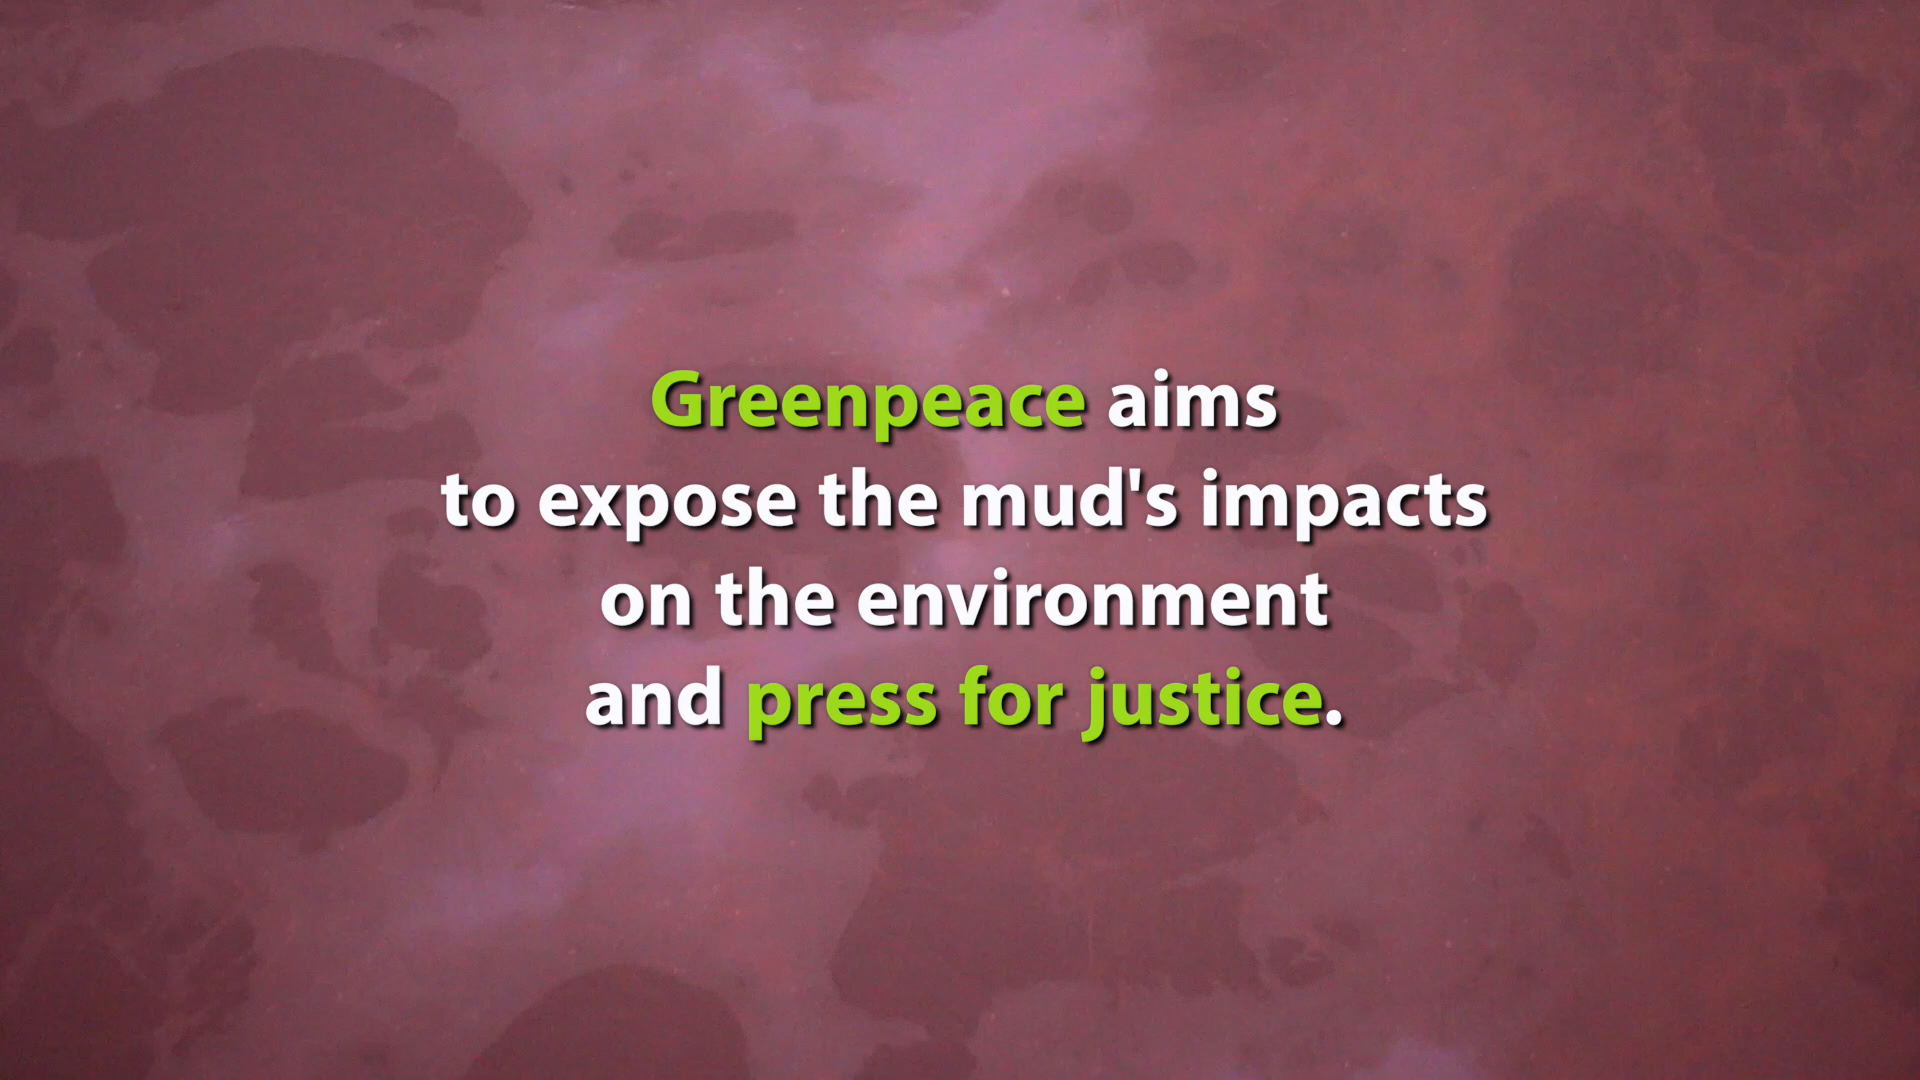 Greenpeace aims
to expose the mud's impacts
on the environment
and press for justice.